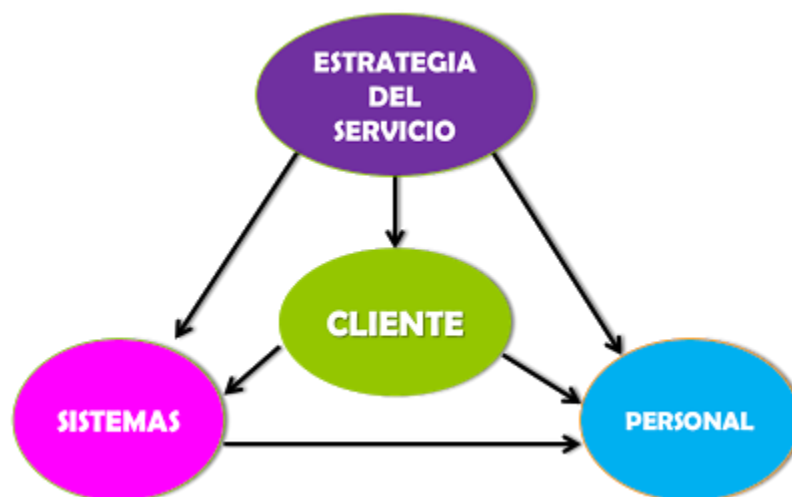 ESTRATEGIA
DEL
SERVICIO
CLIENTE
SISTEMAS
PERSONAL